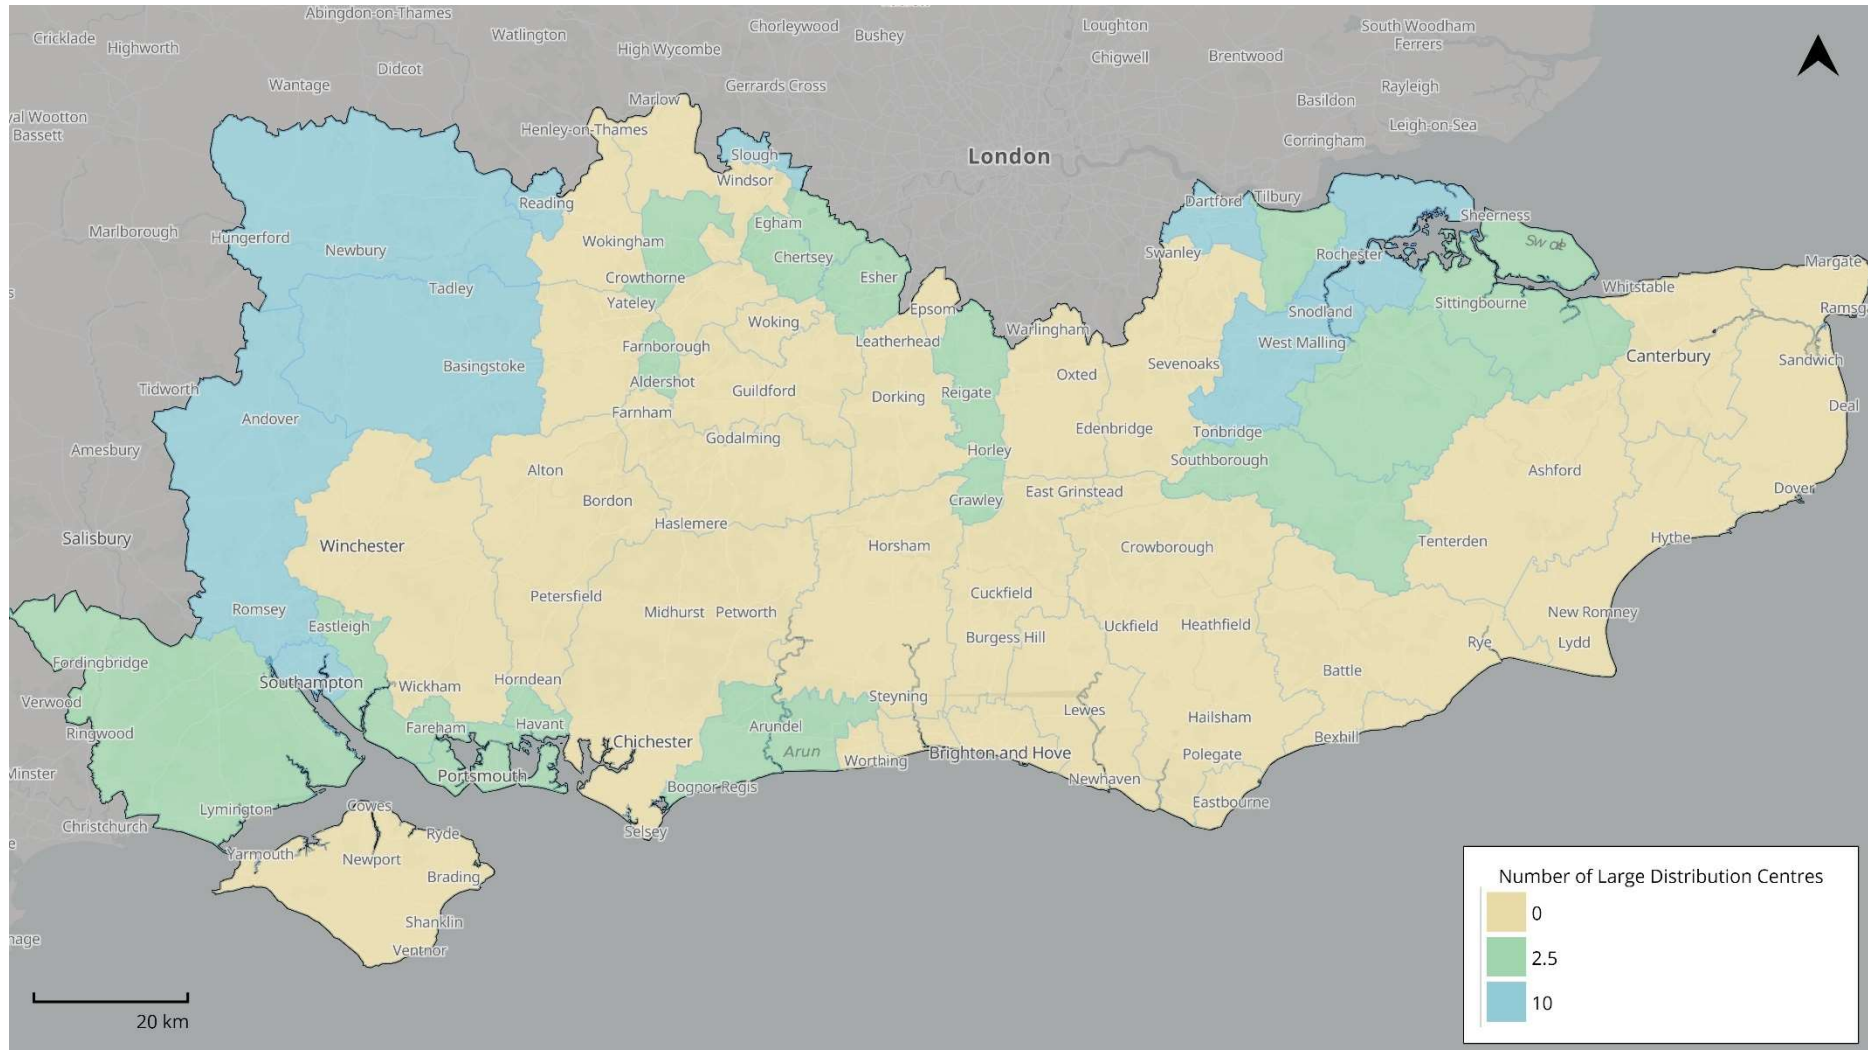 Abingdon-on-Thames
Cricklade
Highworth
Watlington
Chorleywood
Bushey
Loughton
South Woodham
Ferrers
High Wycombe
Chigwell
Brentwood
Didcot
Wantage
Gerrards Cross
Rayleigh
Marlow
Basildon
Bassett
Henley-on-Thames
Leigh-on-Sea
Corringham
London
Slough
Windsor
Reading
Dartford
Tilbury
Sheerness
Swale
Marlborough
Hungerford
Newbury
Wokingham
Egham
Chertsey
Swanley
Rochester
Margate
Crowthorne
Esher
Tadley
Yateley
Whitstable
Sittingbourne
Epsom
Snodland
Woking
Warlingham
Leatherhead
Farnborough
West Malling
Canterbury
Sandwich
Basingstoke
Sevenoaks
Oxted
Tidworth
Aldershot
Guildford
Dorking
Reigate
Deal
Andover
Farnham
Edenbridge
Tonbridge
Godalming
Amesbury
Horley
Southborough
Alton
Ashford
Dover
Bordon
Crawley
East Grinstead
Haslemere
Salisbury
Winchester
Horsham
Crowborough
Tenterden
Hythe
Petersfield
Cuckfield
Romsey
Midhurst
Petworth
New Romney
Eastleigh
Burgess Hill
Uckfield
Heathfield
Rye
Lydd
Fordingbridge
Battle
Southampton
Wickham
Horndean
Steyning
Verwood
Lewes
Hailsham
Ringwood
Fareham
Havant
Arundel
Chichester
Arun
Worthing
Brighton and Hove
Bexhill
Polegate
Portsmouth
Newhaven
Bognor Regis
Eastbourne
Lymington
Cowes
Christchurch
Ryde
Selsey
Yarmouth
Newport
Brading
Shanklin
Ventnor
Number of Large Distribution Centres
0
2.5
10
20 km